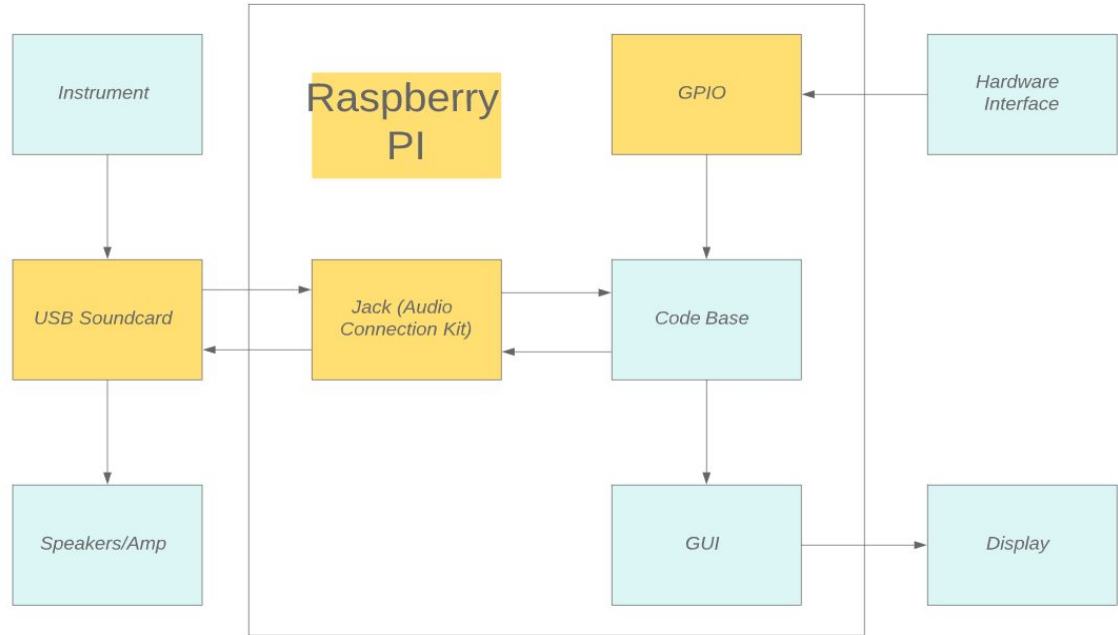 Instrument
Raspberry
PI
GPIO
Hardware
Interface
USB Soundcard
Jack (Audio
Connection Kit)
Code Base
Speakers/Amp
GUI
Display